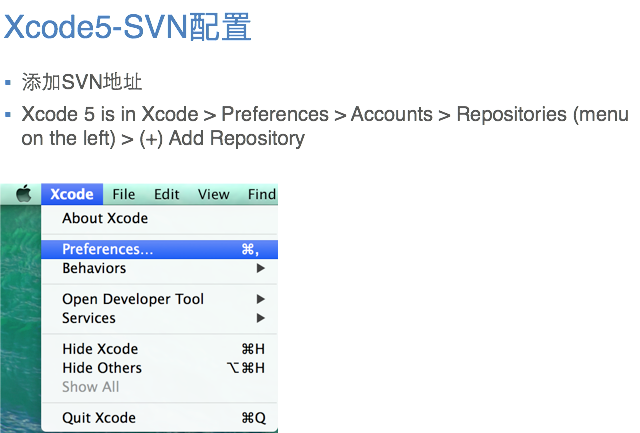 Xcode5-SVN配置
添加SVN地址
Xcode 5 is in Xcode > Preferences > Accounts > Repositories (menu
on the left) > (+) Add Repository
Xcode File Edit View Find
About Xcode
Preferences... ⌘,
Behaviors ▶
Open Developer Tool ▶
Services ▶
Hide Xcode ⌘H
Hide Others ⌥⌘H
Show All
Quit Xcode ⌘Q